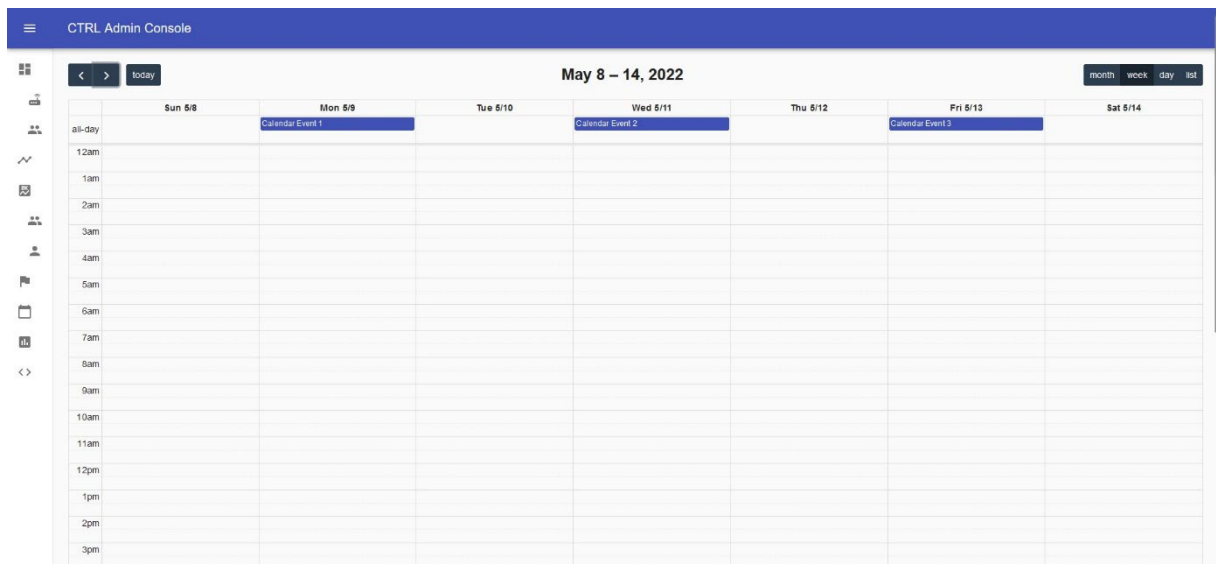 CTRL Admin Console
today
May 8 – 14, 2022
month week day list
Sun 5/8 Mon 5/9 Tue 5/10 Wed 5/11 Thu 5/12 Fri 5/13 Sat 5/14
all-day Calendar Event 1 Calendar Event 2 Calendar Event 3
12am
1am
2am
3am
4am
5am
6am
7am
8am
9am
10am
11am
12pm
1pm
2pm
3pm